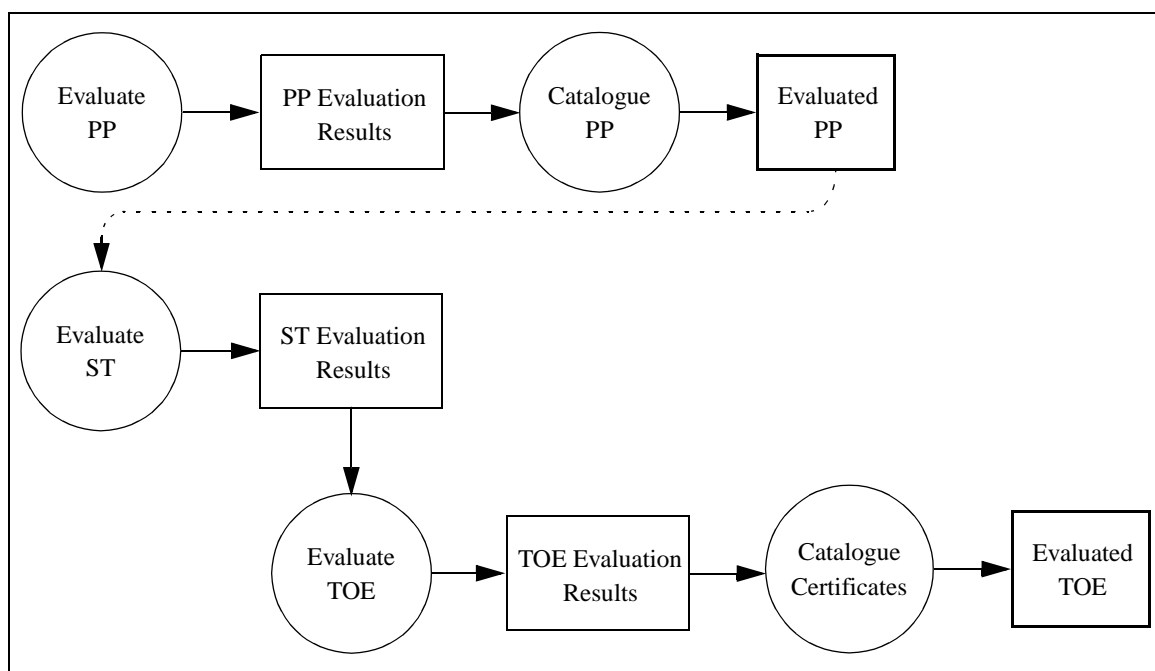 Evaluate
PP
PP Evaluation
Results
Catalogue
PP
Evaluated
PP
Evaluate
ST
ST Evaluation
Results
Evaluate
TOE
TOE Evaluation
Results
Catalogue
Certificates
Evaluated
TOE